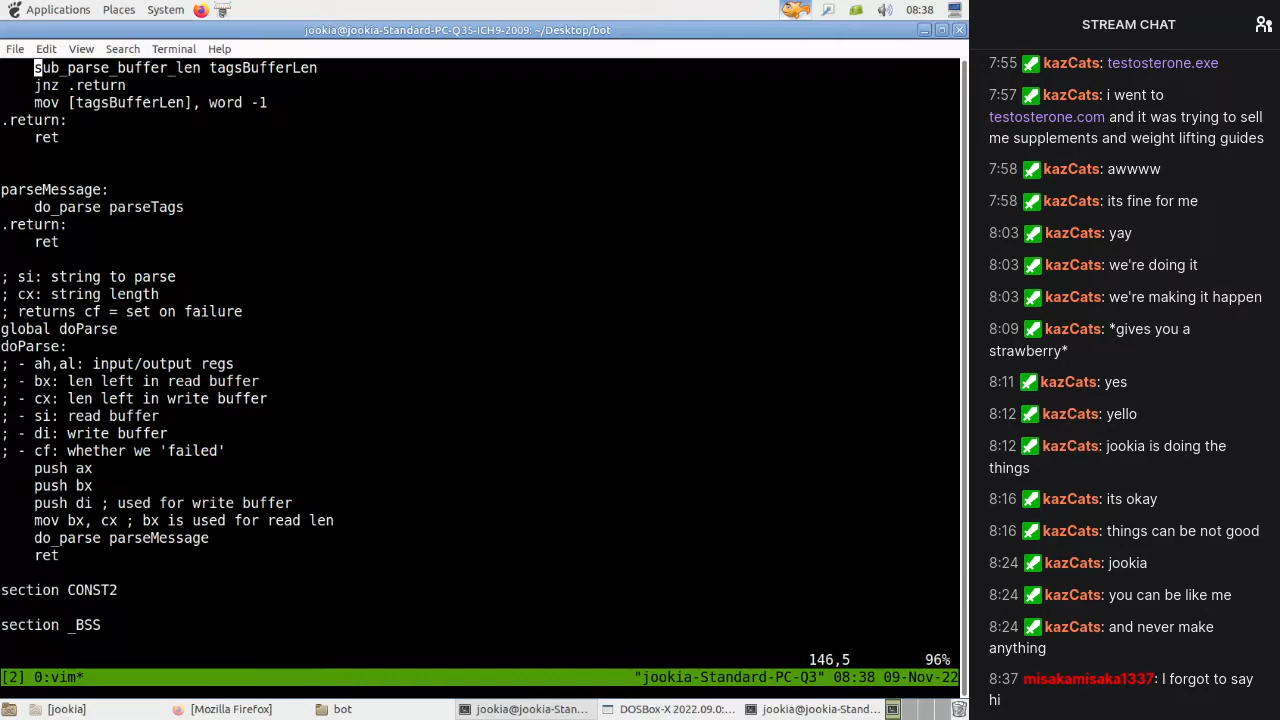 Applications Places System 08:38
jookia@jookia-Standard-PC-Q35-ICH9-2009: ~/Desktop/bot
File Edit View Search Terminal Help
sub_parse_buffer_len tagsBufferLen
jnz .return
mov [tagsBufferLen], word -1
.return:
ret
parseMessage:
do_parse parseTags
.return:
ret
; si: string to parse
; cx: string length
; returns cf = set on failure
global doParse
doParse:
; - ah,al: input/output regs
; - bx: len left in read buffer
; - cx: len left in write buffer
; - si: read buffer
; - di: write buffer
; - cf: whether we 'failed'
push ax
push bx
push di ; used for write buffer
mov bx, cx ; bx is used for read len
do_parse parseMessage
ret
section CONST2
section _BSS
146,5 96%
[2] 0:vim* "jookia-Standard-PC-Q3" 08:38 09-Nov-22
[jookia] [Mozilla Firefox] bot jookia@jookia-Stan... DOSBox-X 2022.09.0:... jookia@jookia-Stand...
STREAM CHAT
7:55 kazCats: testosterone.exe
7:57 kazCats: i went to
testosterone.com and it was trying to sell
me supplements and weight lifting guides
7:58 kazCats: awwww
7:58 kazCats: its fine for me
8:03 kazCats: yay
8:03 kazCats: we're doing it
8:03 kazCats: we're making it happen
8:09 kazCats: *gives you a
strawberry*
8:11 kazCats: yes
8:12 kazCats: yello
8:12 kazCats: jookia is doing the
things
8:16 kazCats: its okay
8:16 kazCats: things can be not good
8:24 kazCats: jookia
8:24 kazCats: you can be like me
8:24 kazCats: and never make
anything
8:37 misakamisaka1337: I forgot to say
hi